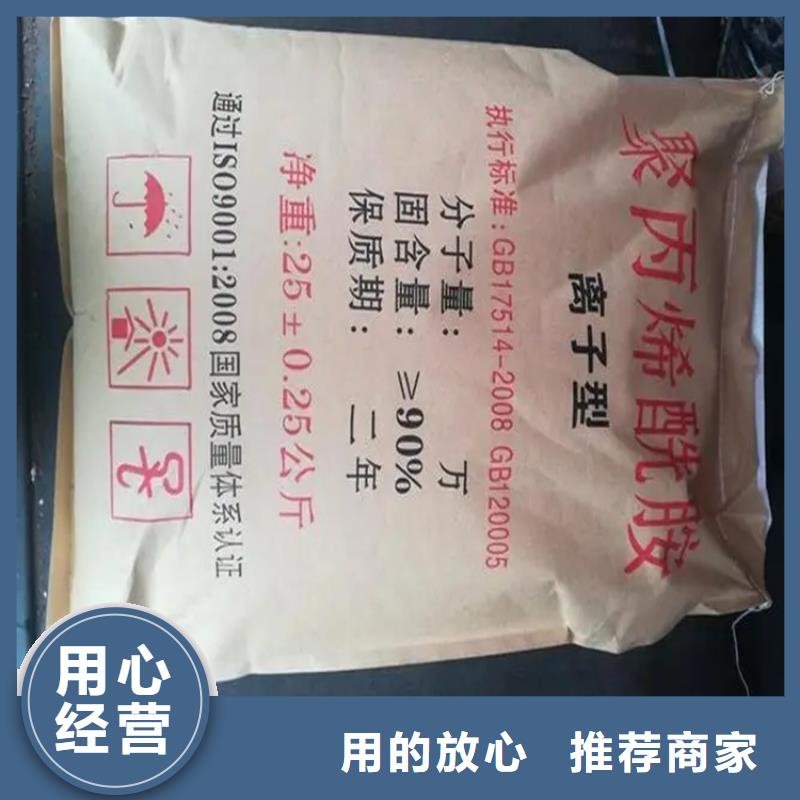 聚丙烯酰胺
离子型
执行标准:GB17514-2008 GB120005
分子量: 万
固含量: ≥90%
保质期: 二年
净重:25±0.25公斤
通过ISO9001:2008国家质量体系认证
用心
经营
用的放心 推荐商家